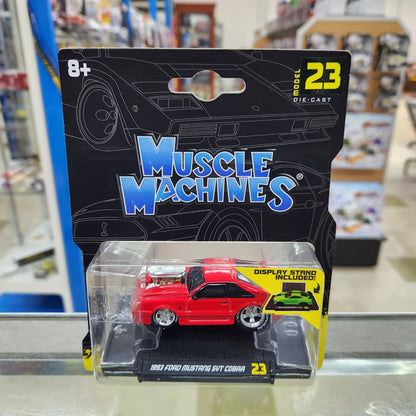 8+
MODEL
23
DIE-CAST
MUSCLE
MACHINES®
DISPLAY STAND
INCLUDED!
1993 FORD MUSTANG SVT COBRA 23